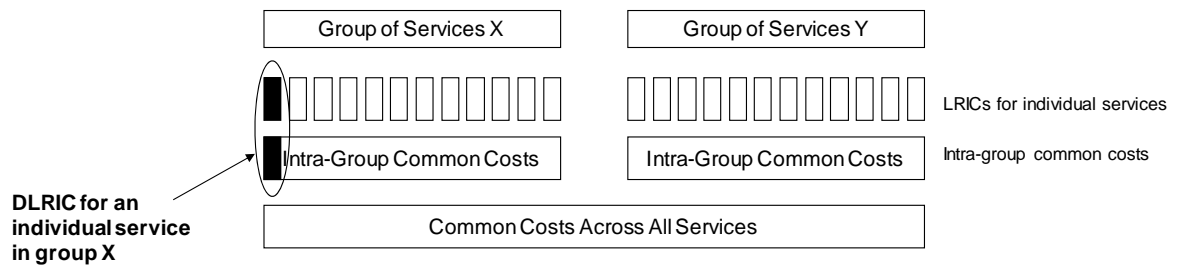 Group of Services X
Group of Services Y
LRICs for individual services
Intra-Group Common Costs
Intra-Group Common Costs
Intra-group common costs
DLRIC for an
individual service
in group X
Common Costs Across All Services